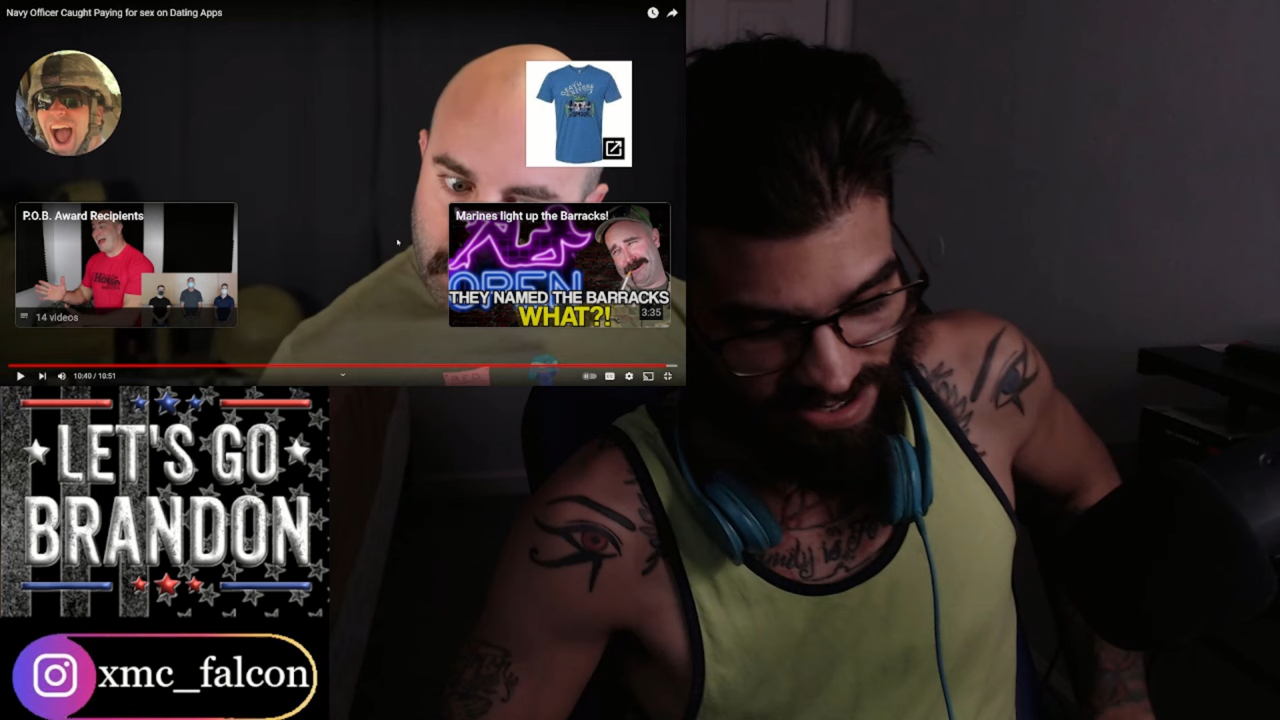 Navy Officer Caught Paying for sex on Dating Apps
P.O.B. Award Recipients
14 videos
Marines light up the Barracks!
OPEN
THEY NAMED THE BARRACKS
WHAT?!
3:35
10:40 / 10:51
LET'S GO
BRANDON
xmc_falcon